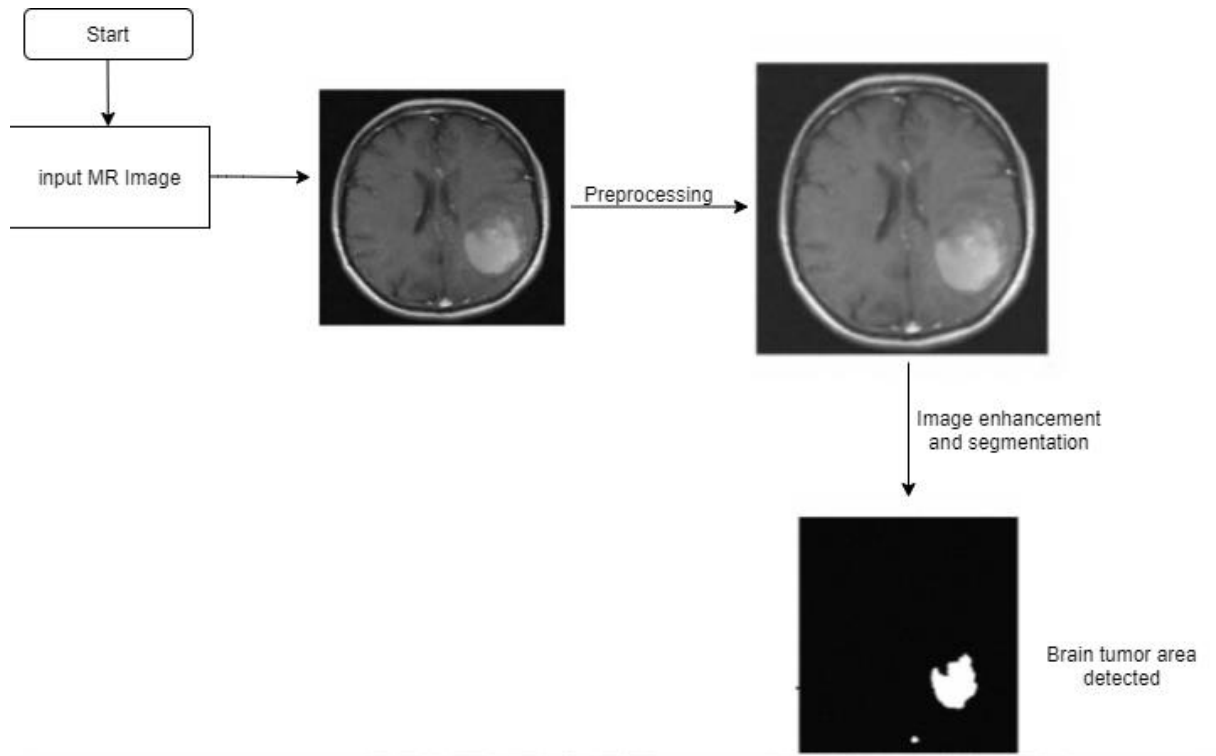 Start
input MR Image
Preprocessing
Image enhancement
and segmentation
Brain tumor area
detected